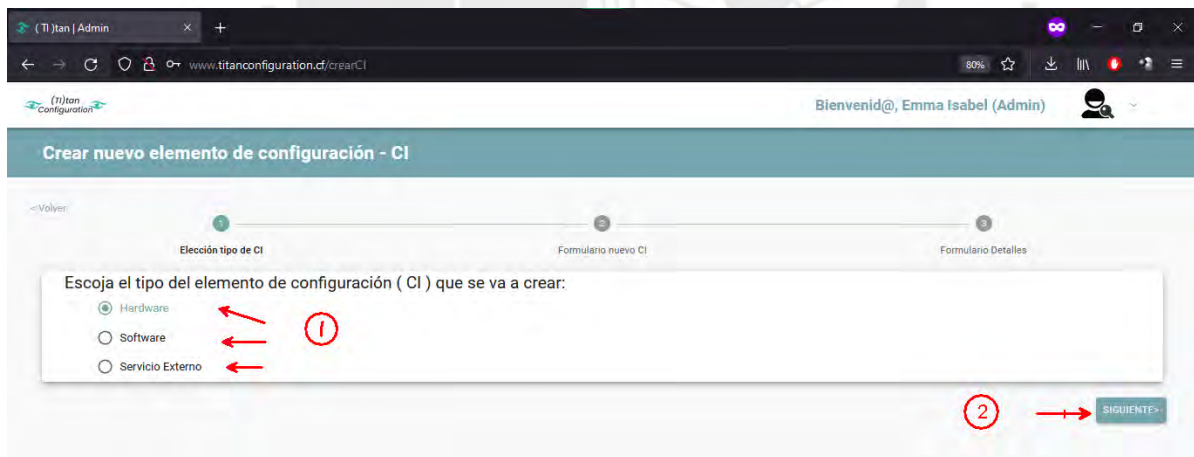 ( TI )tan | Admin
www.titanconfiguration.cf/crearCI
80%
(TI)tan
Configuration
Bienvenid@, Emma Isabel (Admin)
Crear nuevo elemento de configuración - CI
<Volver
1
2
3
Elección tipo de CI
Formulario nuevo CI
Formulario Detalles
Escoja el tipo del elemento de configuración ( CI ) que se va a crear:
Hardware
1
Software
Servicio Externo
2
SIGUIENTE>